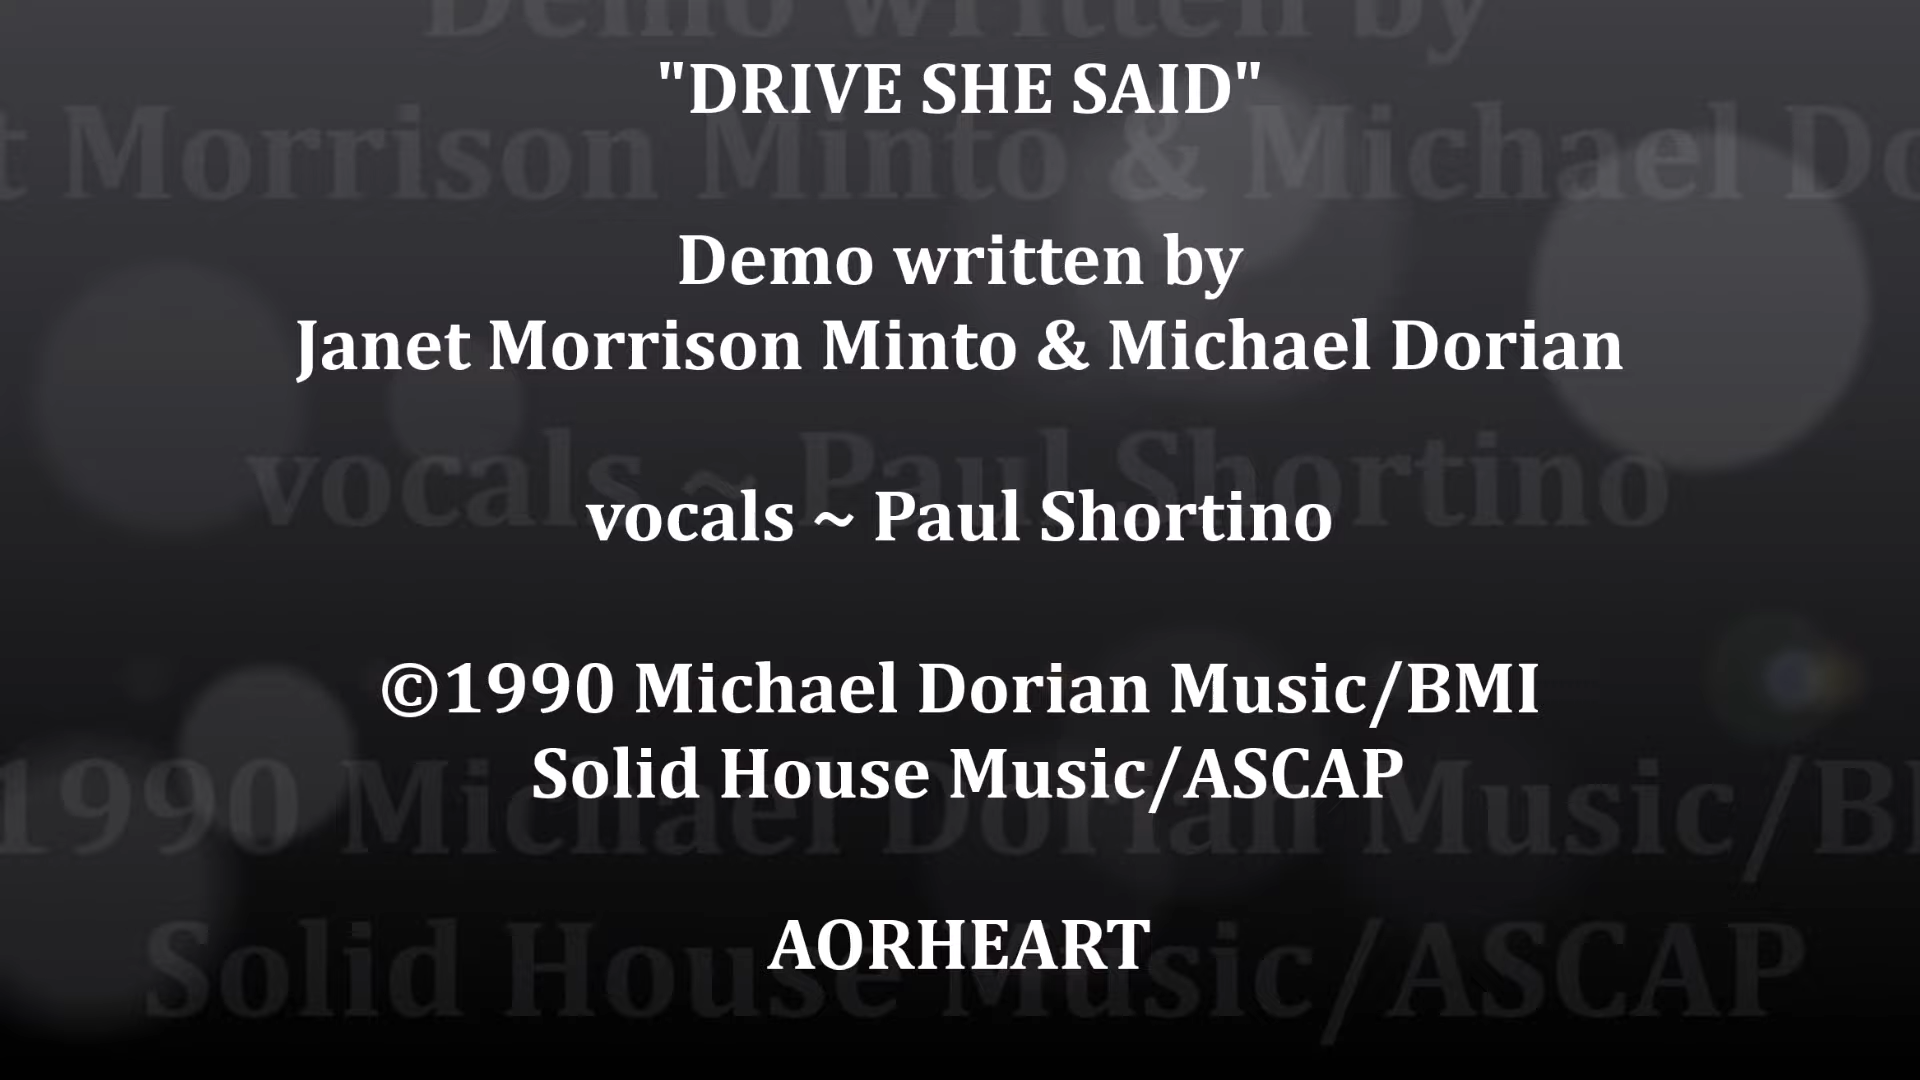 "DRIVE SHE SAID"
Demo written by
Janet Morrison Minto & Michael Dorian
vocals ~ Paul Shortino
©1990 Michael Dorian Music/BMI
Solid House Music/ASCAP
AORHEART